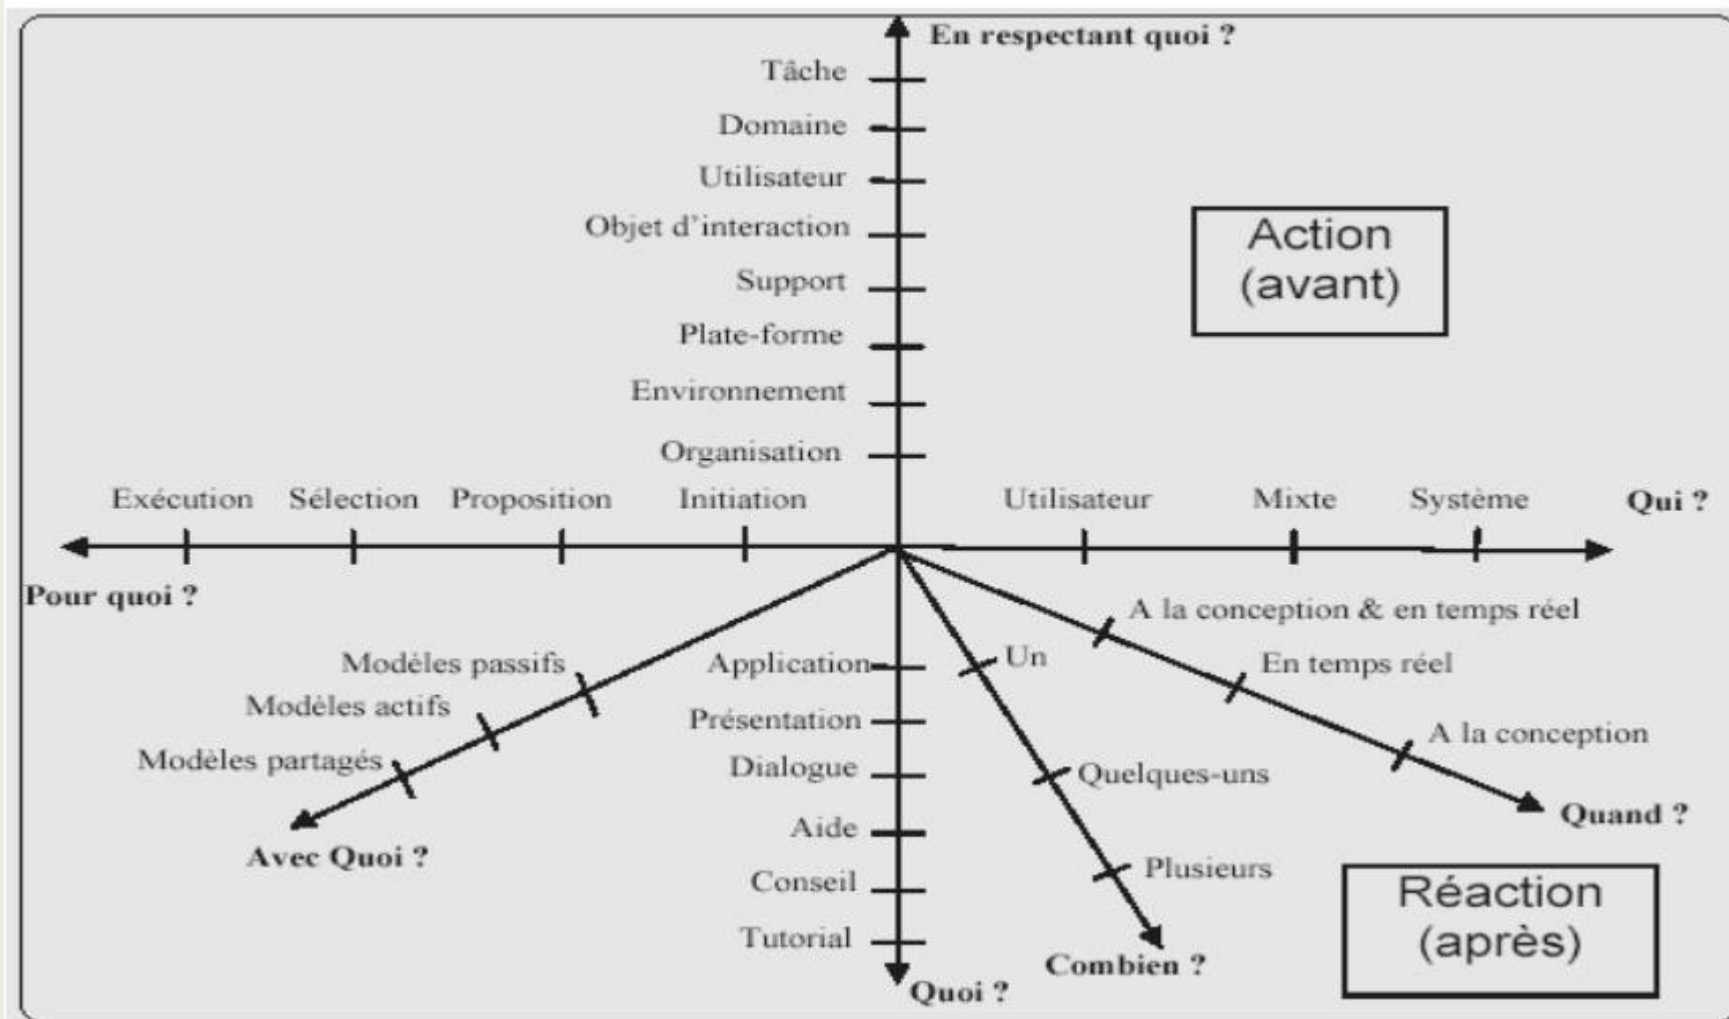 En respectant quoi ?
Tâche
Domaine
Utilisateur
Objet d'interaction
Support
Plate-forme
Environnement
Organisation
Action
(avant)
Exécution
Sélection
Proposition
Initiation
Utilisateur
Mixte
Système
Qui ?
Pour quoi ?
Modèles passifs
Modèles actifs
Modèles partagés
Avec Quoi ?
Application
Présentation
Dialogue
Aide
Conseil
Tutorial
Quoi ?
Un
Quelques-uns
Plusieurs
Combien ?
A la conception & en temps réel
En temps réel
A la conception
Quand ?
Réaction
(après)